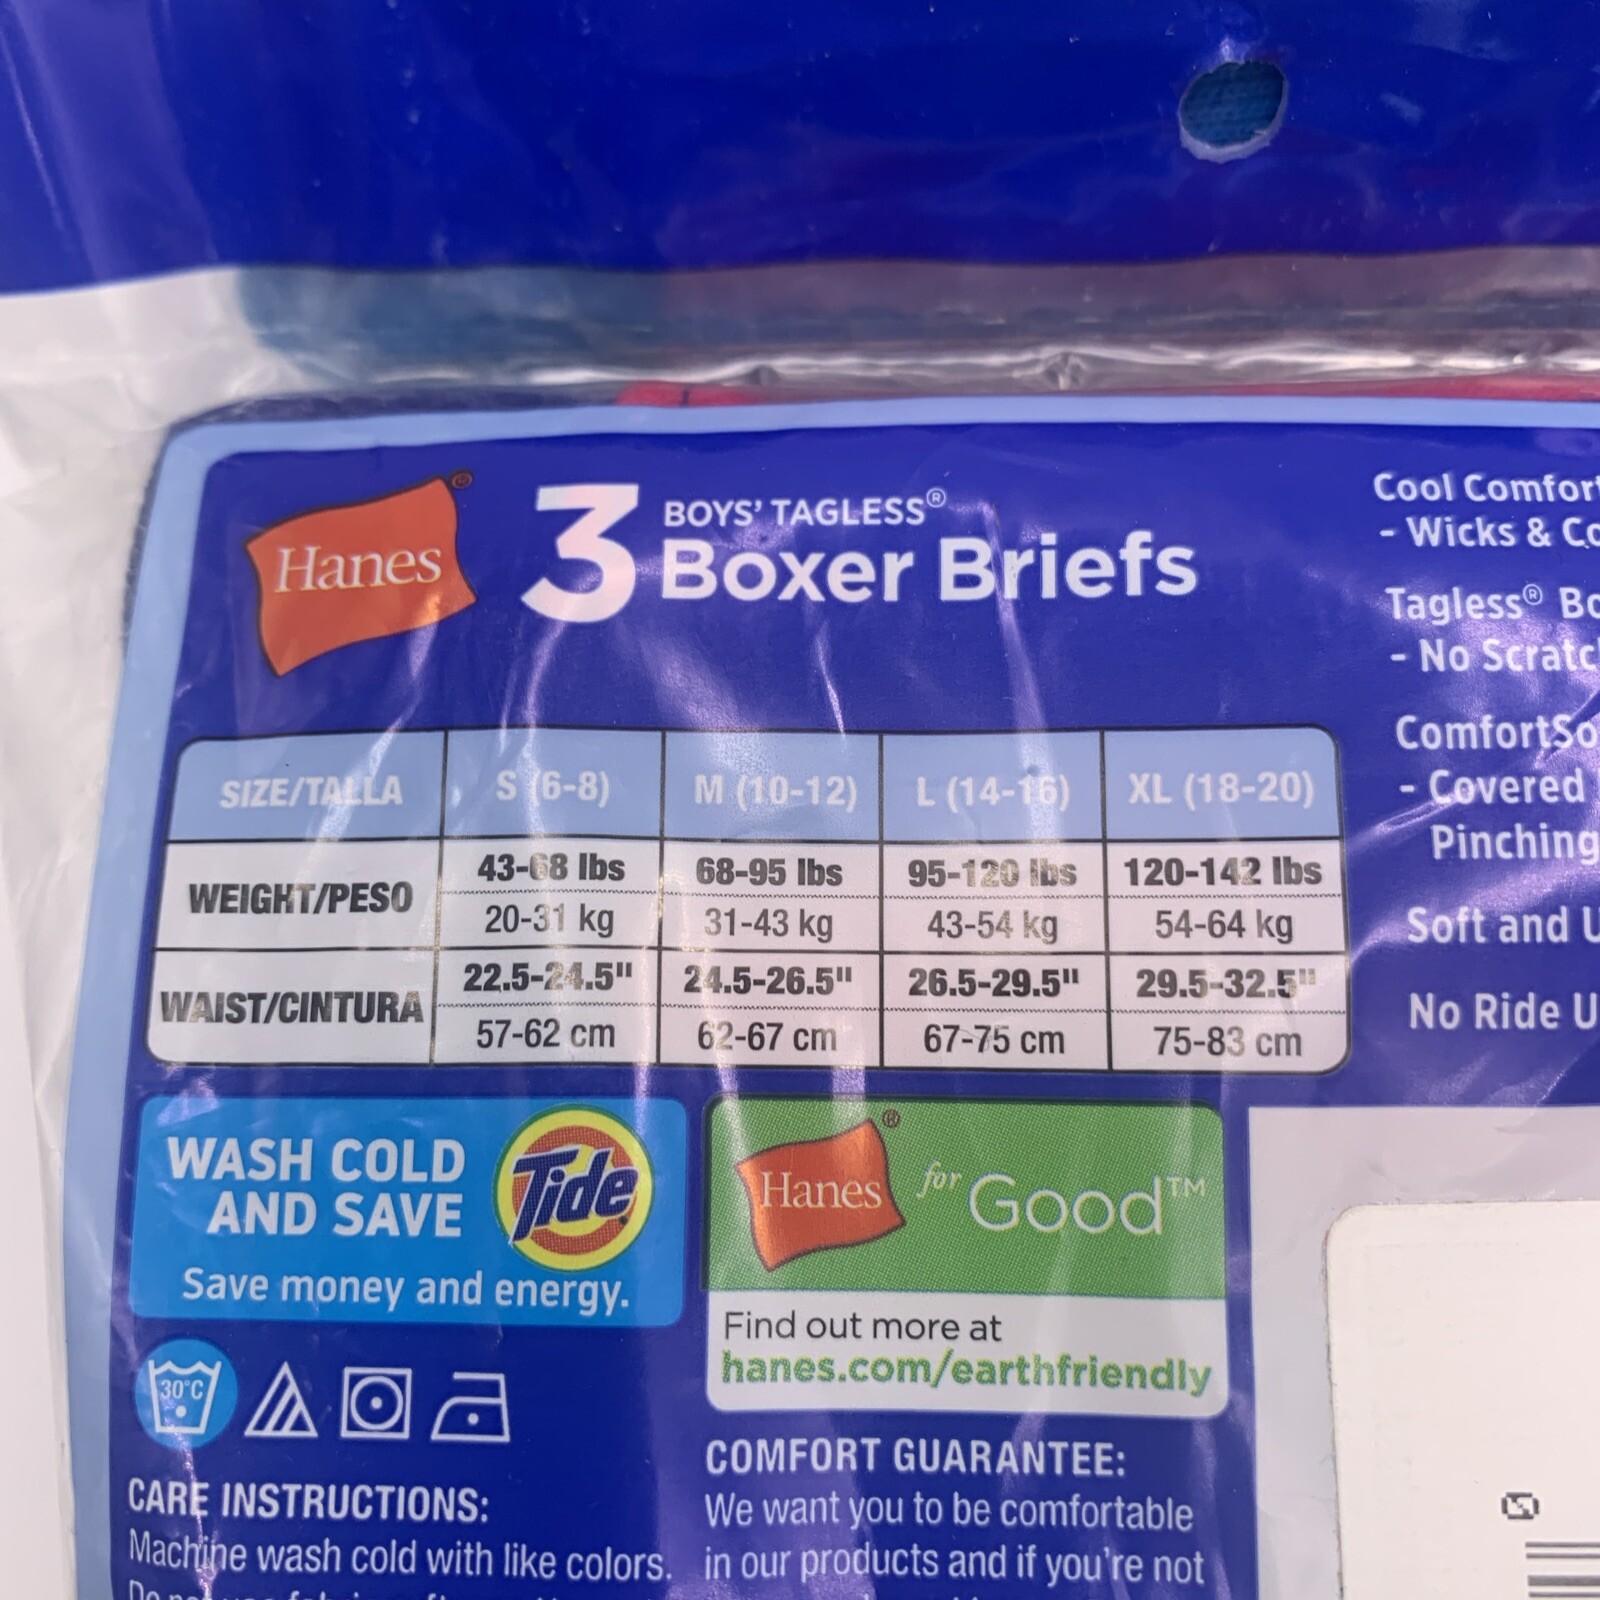 Hanes®
3 BOYS' TAGLESS®
Boxer Briefs
SIZE/TALLA S (6-8) M (10-12) L (14-16) XL (18-20)
WEIGHT/PESO 43-68 lbs 68-95 lbs 95-120 lbs 120-142 lbs
20-31 kg 31-43 kg 43-54 kg 54-64 kg
WAIST/CINTURA 22.5-24.5" 24.5-26.5" 26.5-29.5" 29.5-32.5"
57-62 cm 62-67 cm 67-75 cm 75-83 cm
Cool Comfort
- Wicks &
Tagless®
- No
- Covered
Pinching
Soft and
No Ride
WASH COLD
AND SAVE
Tide
Save money and energy.
Hanes® for Good™
Find out more at
hanes.com/earthfriendly
30°C
CARE INSTRUCTIONS:
Machine wash cold with like colors.
COMFORT GUARANTEE:
We want you to be comfortable
in our products and if you're not